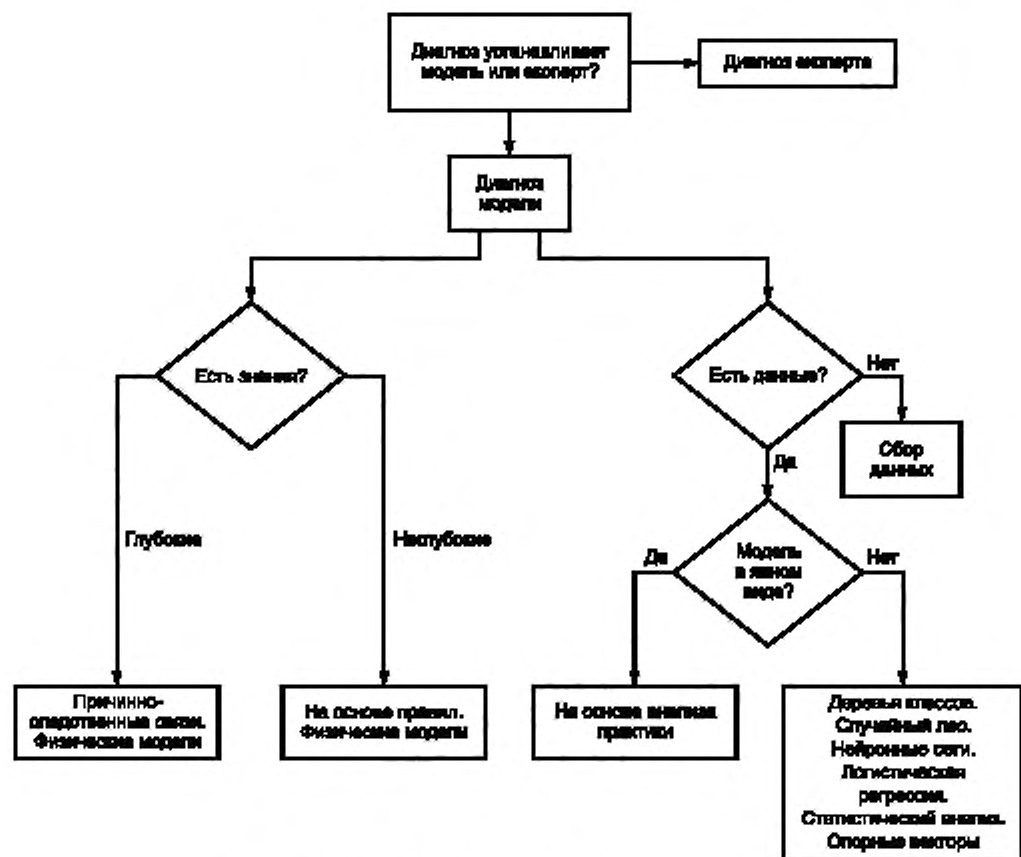 Диагноз устанавливает
модель или эксперт?
Диагноз эксперта
Диагноз
модели
Есть знания?
Есть данные?
Нет
Сбор
данных
Да
Глубокие
Неглубокие
Да
Модель
в явном
виде?
Нет
Причинно-
следственные связи.
Физические модели
На основе правил.
Физические модели
На основе анализа
практики
Деревья классов.
Случайный лес.
Нейронные сети.
Логистическая
регрессия.
Статистический анализ.
Опорные векторы